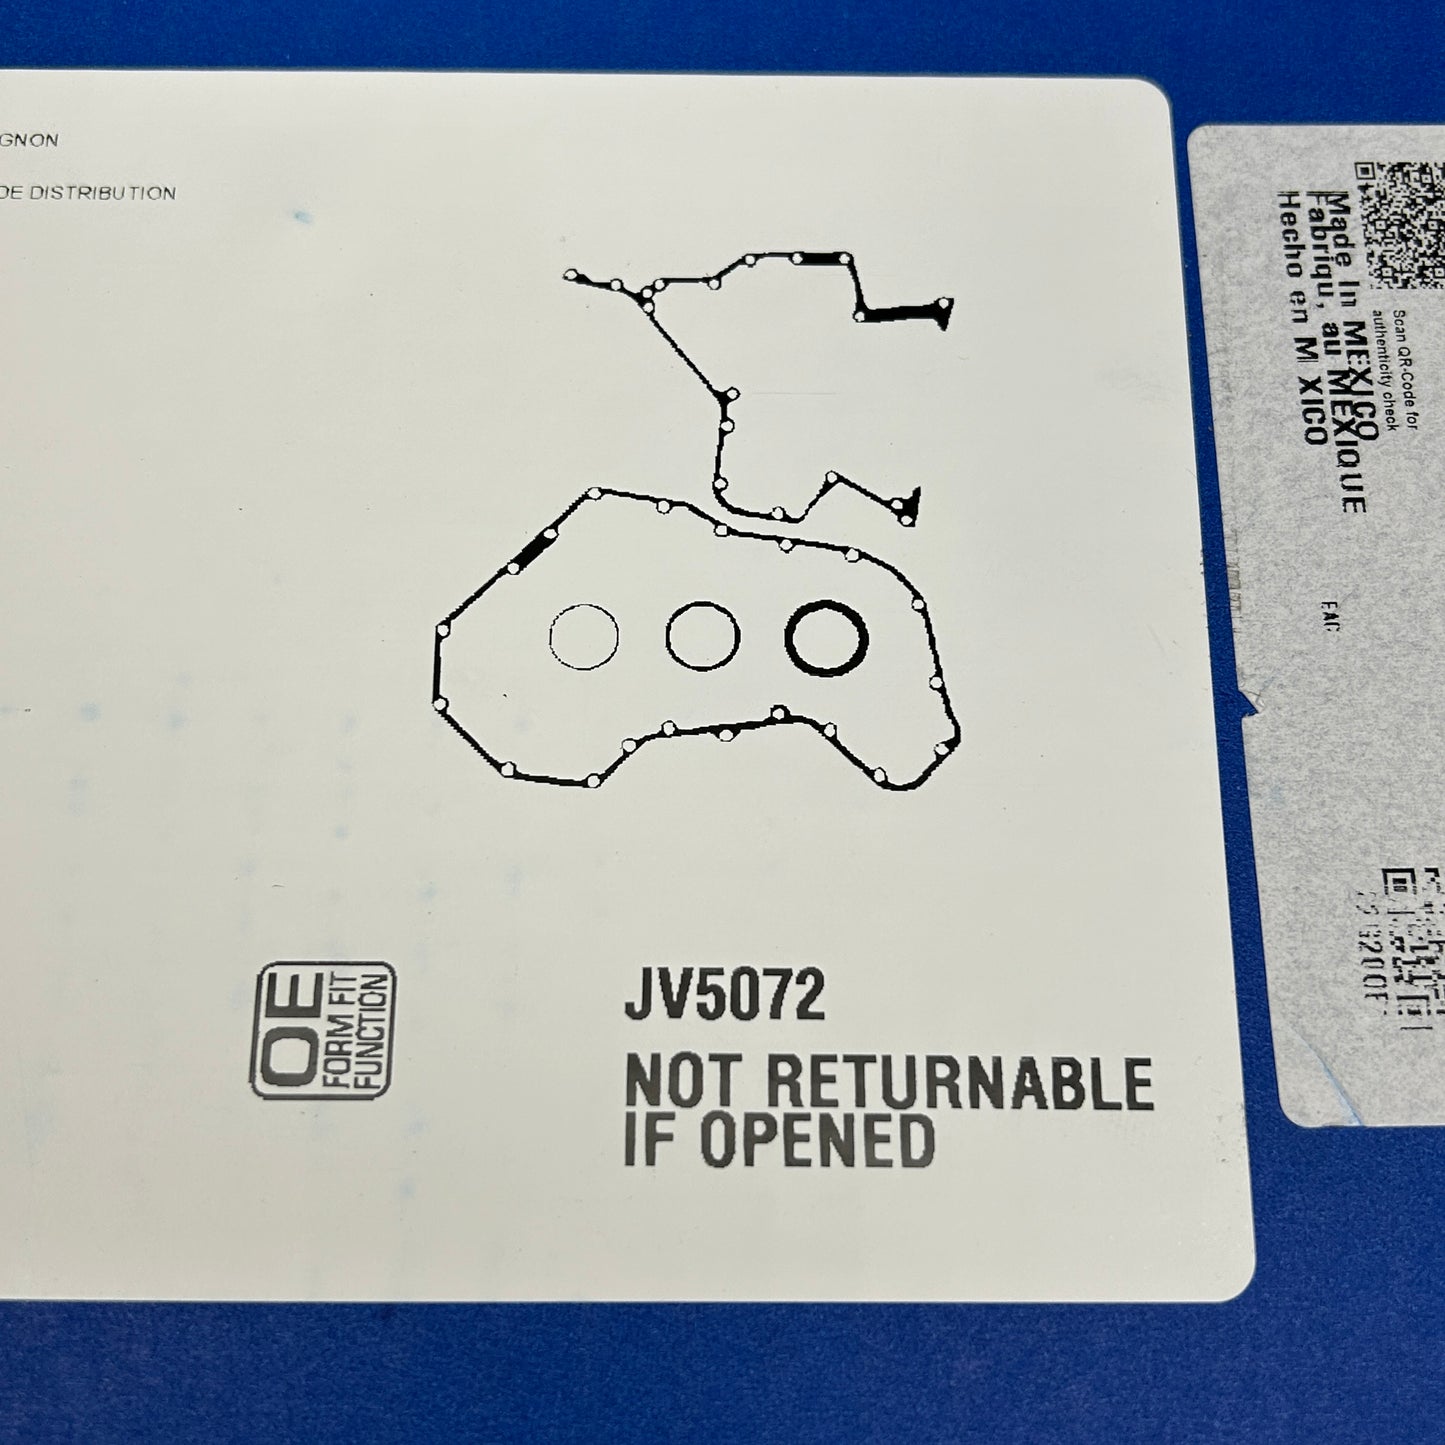 GNON
DE DISTRIBUTION
OE
FORM FIT
FUNCTION
JV5072
NOT RETURNABLE
IF OPENED
Scan QR-Code for
authenticity check
Made In MEXICO
Fabriqu, au MEXIQUE
Hecho en M XICO
EAC